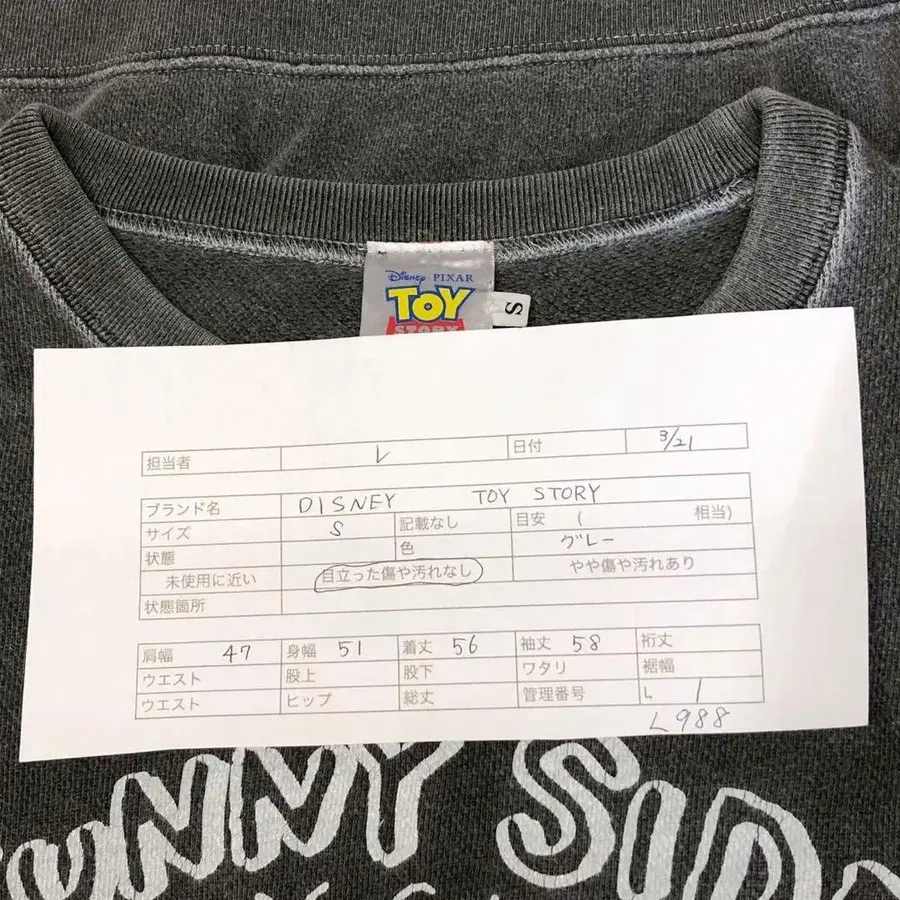 Disney · PIXAR
TOY
STORY
S
担当者 レ 日付 3/21
ブランド名 DISNEY TOY STORY
サイズ S 記載なし 目安 ( 相当)
状態 色 グレー
未使用に近い 目立った傷や汚れなし やや傷や汚れあり
状態箇所
肩幅 47 身幅 51 着丈 56 袖丈 58 裄丈
ウエスト 股上 股下 ワタリ 裾幅
ウエスト ヒップ 総丈 管理番号 L 1
L988
SUNNY SIDE